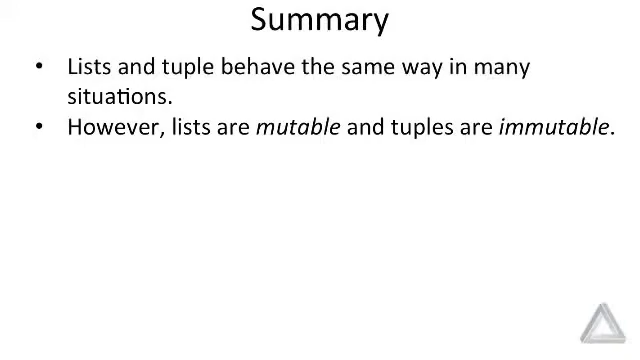 Summary
• Lists and tuple behave the same way in many
situations.
• However, lists are mutable and tuples are immutable.